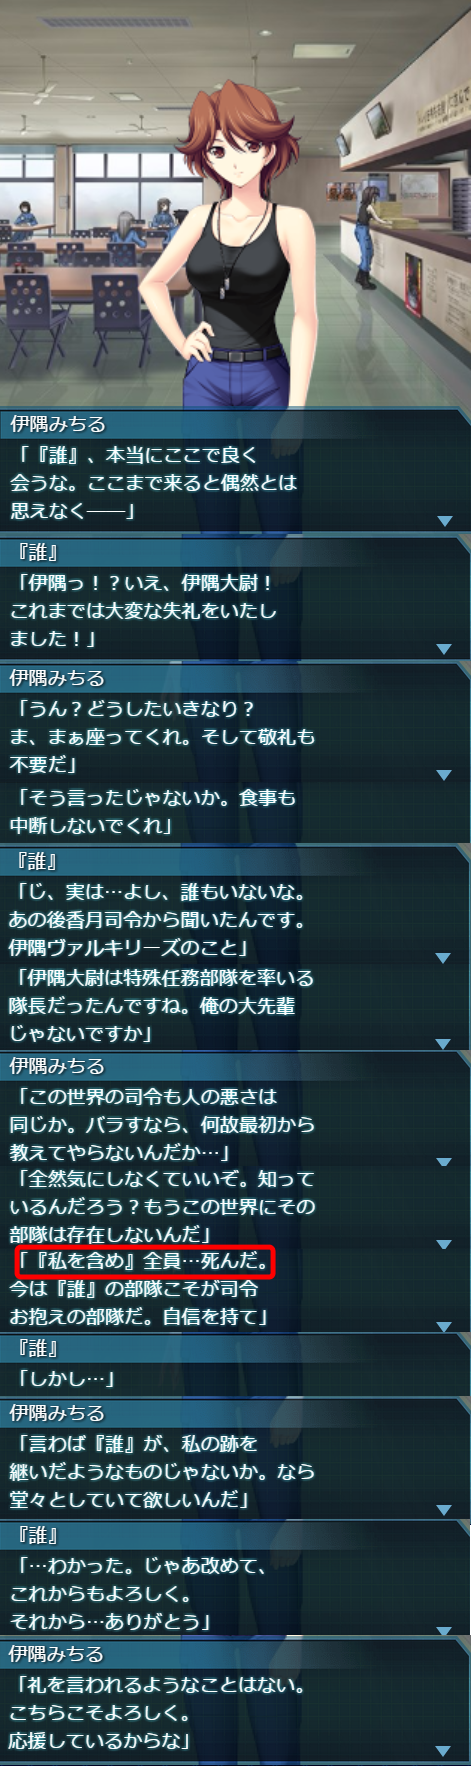 伊隅みちる
「『誰』、本当にここで良く
会うな。ここまで来ると偶然とは
思えなく――」
『誰』
「伊隅っ！？いえ、伊隅大尉！
これまでは大変な失礼をいたし
ました！」
伊隅みちる
「うん？どうしたいきなり？
ま、まぁ座ってくれ。そして敬礼も
不要だ」
「そう言ったじゃないか。食事も
中断しないでくれ」
『誰』
「じ、実は…よし、誰もいないな。
あの後香月司令から聞いたんです。
伊隅ヴァルキリーズのこと」
「伊隅大尉は特殊任務部隊を率いる
隊長だったんですね。俺の大先輩
じゃないですか」
伊隅みちる
「この世界の司令も人の悪さは
同じか。バラすなら、何故最初から
教えてやらないんだか…」
「全然気にしなくていいぞ。知って
いるんだろう？もうこの世界にその
部隊は存在しないんだ」
「『私を含め』全員…死んだ。
今は『誰』の部隊こそが司令
お抱えの部隊だ。自信を持て」
『誰』
「しかし…」
伊隅みちる
「言わば『誰』が、私の跡を
継いだようなものじゃないか。なら
堂々としていて欲しいんだ」
『誰』
「…わかった。じゃあ改めて、
これからもよろしく。
それから…ありがとう」
伊隅みちる
「礼を言われるようなことはない。
こちらこそよろしく。
応援しているからな」